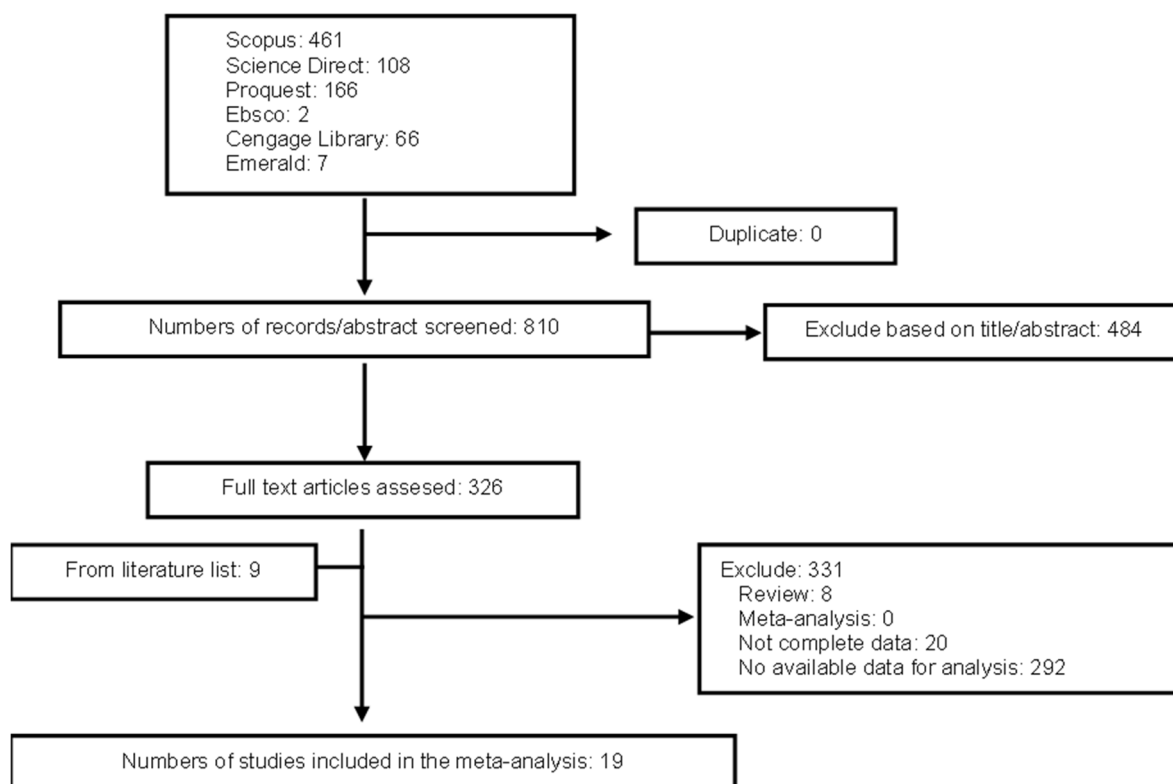 Scopus: 461
Science Direct: 108
Proquest: 166
Ebsco: 2
Cengage Library: 66
Emerald: 7
Duplicate: 0
Numbers of records/abstract screened: 810
Exclude based on title/abstract: 484
Full text articles assesed: 326
From literature list: 9
Exclude: 331
Review: 8
Meta-analysis: 0
Not complete data: 20
No available data for analysis: 292
Numbers of studies included in the meta-analysis: 19